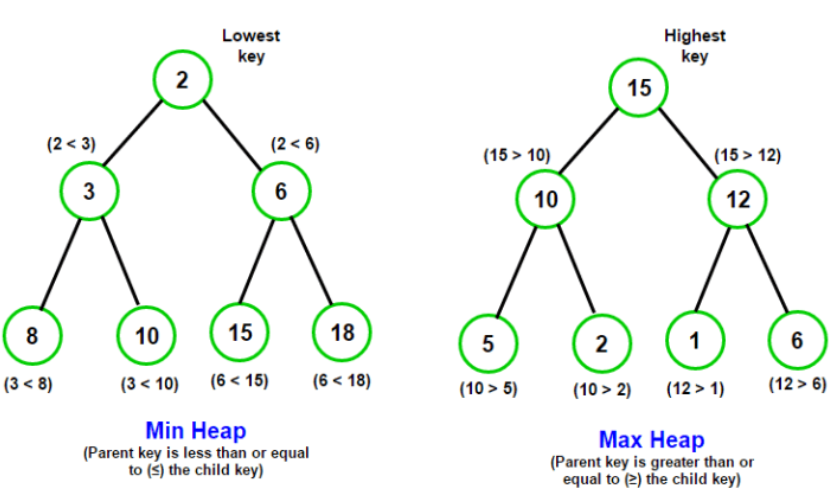 Lowest
key
2
(2 < 3)
(2 < 6)
3
6
8
10
15
18
(3 < 8)
(3 < 10)
(6 < 15)
(6 < 18)
Min Heap
(Parent key is less than or equal
to (≤) the child key)
Highest
key
15
(15 > 10)
(15 > 12)
10
12
5
2
1
6
(10 > 5)
(10 > 2)
(12 > 1)
(12 > 6)
Max Heap
(Parent key is greater than or
equal to (≥) the child key)